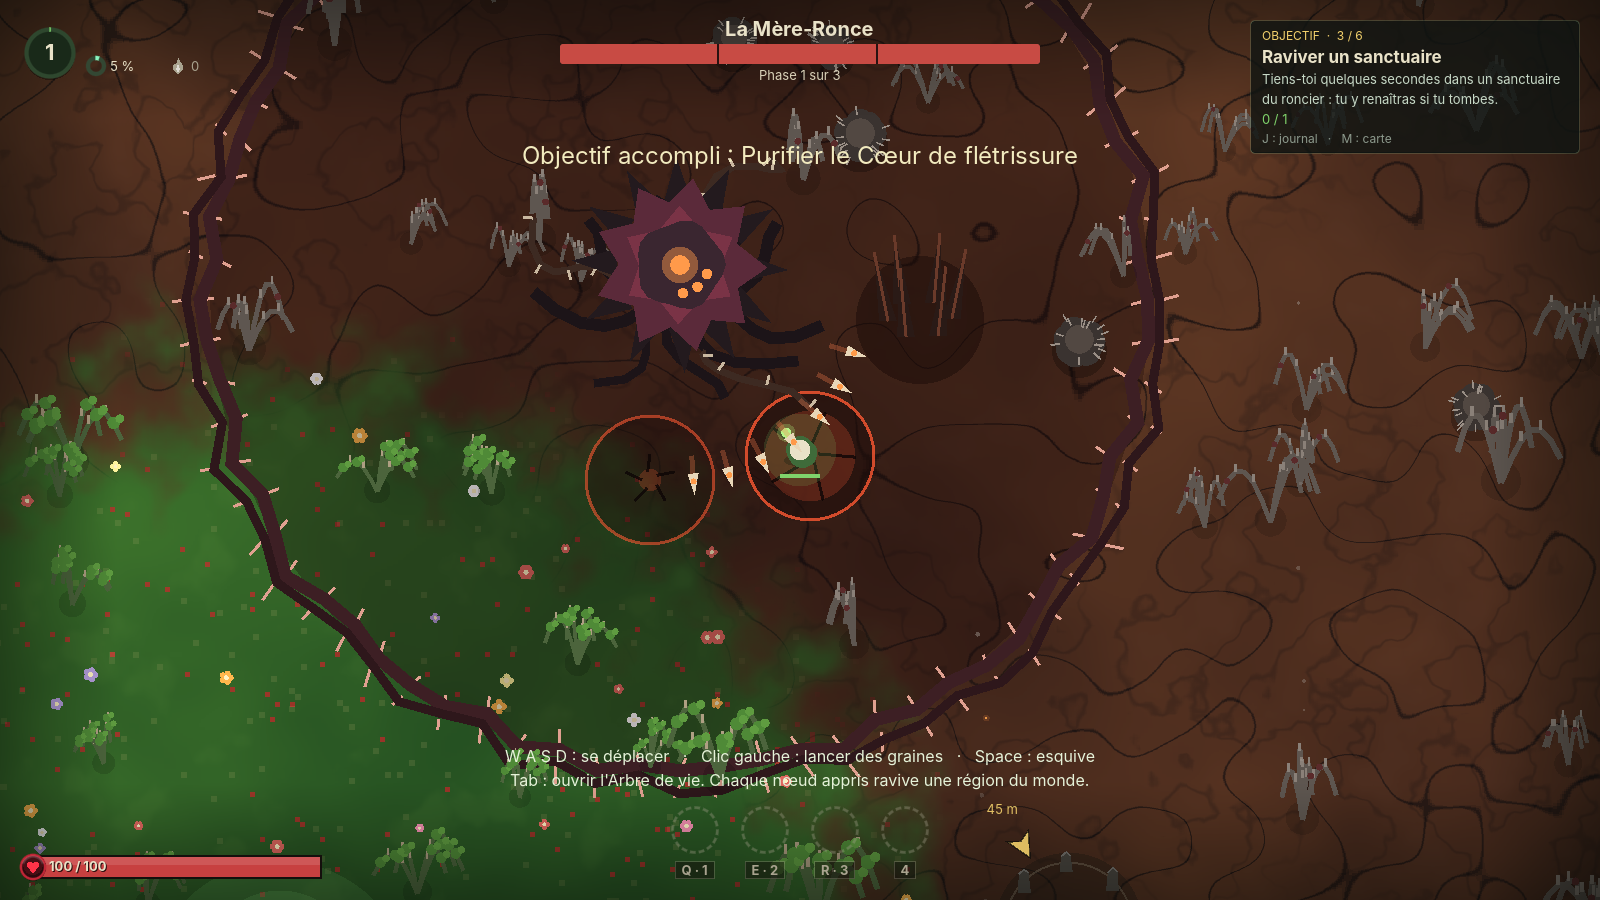 1
5 %
0
La Mère-Ronce
Phase 1 sur 3
OBJECTIF · 3 / 6
Raviver un sanctuaire
Tiens-toi quelques secondes dans un sanctuaire
du roncier : tu y renaîtras si tu tombes.
0 / 1
J : journal · M : carte
Objectif accompli : Purifier le Cœur de flétrissure
W A S D : se déplacer · Clic gauche : lancer des graines · Space : esquive
Tab : ouvrir l'Arbre de vie. Chaque nœud appris ravive une région du monde.
45 m
100 / 100
Q · 1
E · 2
R · 3
4